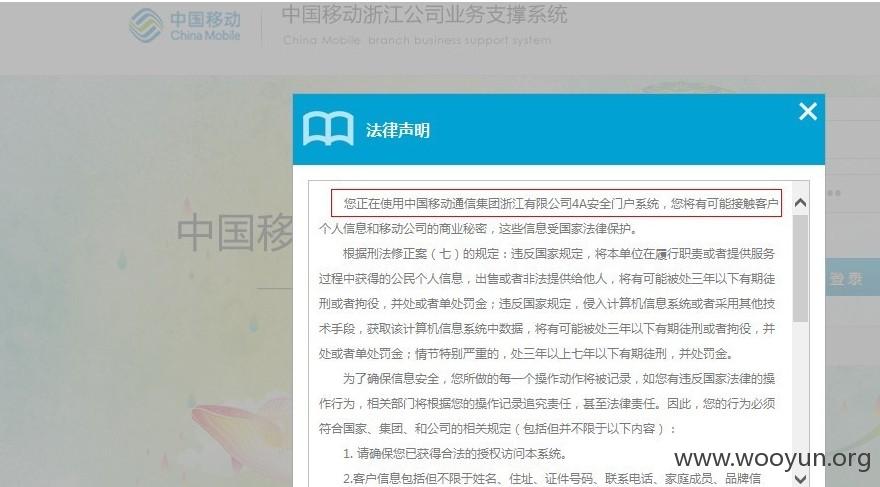 中国移动
China Mobile
中国移动浙江公司业务支撑系统
China Mobile branch business support system
法律声明
您正在使用中国移动通信集团浙江有限公司4A安全门户系统，您将有可能接触客户
个人信息和移动公司的商业秘密，这些信息受国家法律保护。
根据刑法修正案（七）的规定：违反国家规定，将本单位在履行职责或者提供服务
过程中获得的公民个人信息，出售或者非法提供给他人，将有可能被处三年以下有期徒
刑或者拘役，并处或者单处罚金；违反国家规定，侵入计算机信息系统或者采用其他技
术手段，获取该计算机信息系统中数据，将有可能被处三年以下有期徒刑或者拘役，并
处或者单处罚金；情节特别严重的，处三年以上七年以下有期徒刑，并处罚金。
为了确保信息安全，您所做的每一个操作动作将被记录，如您有违反国家法律的操
作行为，相关部门将根据您的操作记录追究责任，甚至法律责任。因此，您的行为必须
符合国家、集团、和公司的相关规定（包括但并不限于以下内容）：
1. 请确保您已获得合法的授权访问本系统。
2.客户信息包括但不限于姓名、住址、证件号码、联系电话、家庭成员、品牌信
中国移
登录
www.wooyun.org